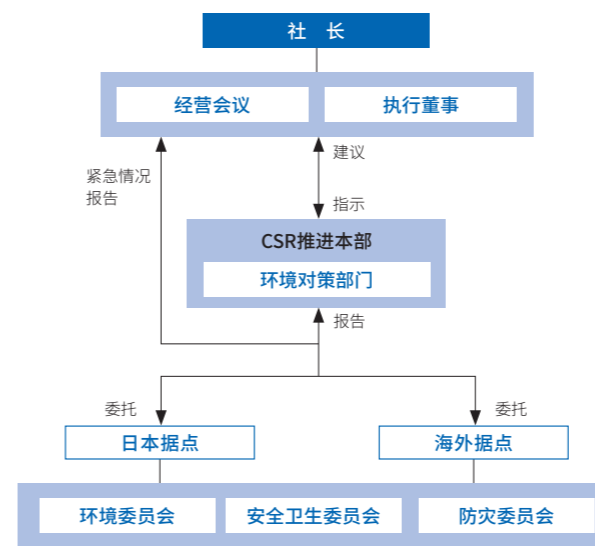 社 长
经营会议
执行董事
建议
紧急情况
报告
指示
CSR推进本部
环境对策部门
报告
委托
委托
日本据点
海外据点
环境委员会
安全卫生委员会
防灾委员会